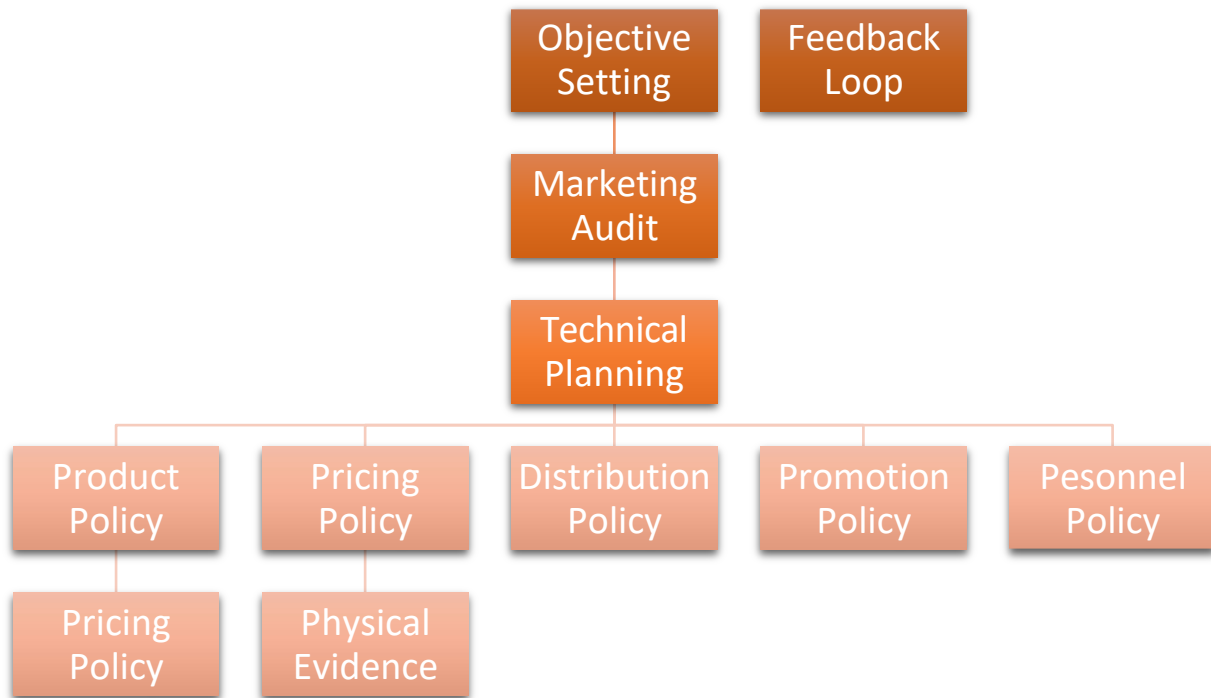 Objective
Setting
Feedback
Loop
Marketing
Audit
Technical
Planning
Product
Policy
Pricing
Policy
Distribution
Policy
Promotion
Policy
Pesonnel
Policy
Pricing
Policy
Physical
Evidence